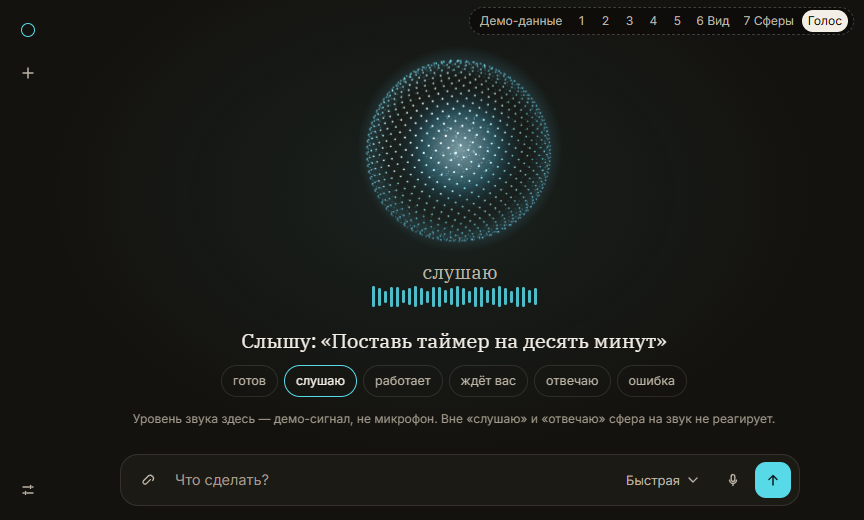 Демо-данные 1 2 3 4 5 6 Вид 7 Сферы Голос
слушаю
Слышу: «Поставь таймер на десять минут»
готов слушаю работает ждёт вас отвечаю ошибка
Уровень звука здесь — демо-сигнал, не микрофон. Вне «слушаю» и «отвечаю» сфера на звук не реагирует.
Что сделать? Быстрая